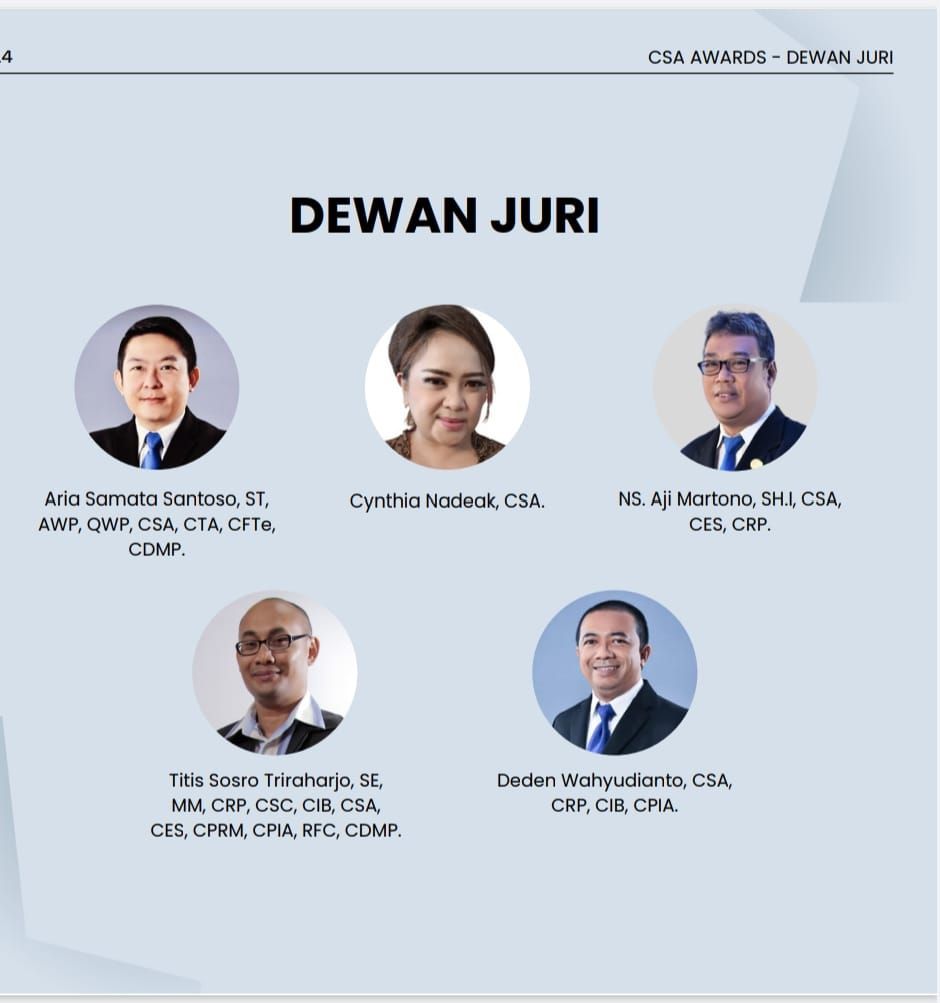 4
CSA AWARDS - DEWAN JURI
DEWAN JURI
Aria Samata Santoso, ST,
AWP, QWP, CSA, CTA, CFTe,
CDMP.
Cynthia Nadeak, CSA.
NS. Aji Martono, SH.I, CSA,
CES, CRP.
Titis Sosro Triraharjo, SE,
MM, CRP, CSC, CIB, CSA,
CES, CPRM, CPIA, RFC, CDMP.
Deden Wahyudianto, CSA,
CRP, CIB, CPIA.